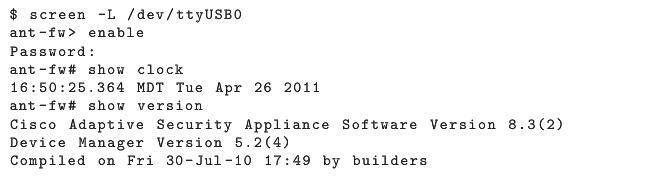 $ screen -L /dev/ttyUSB0
ant-fw> enable
Password:
ant-fw# show clock
16:50:25.364 MDT Tue Apr 26 2011
ant-fw# show version
Cisco Adaptive Security Appliance Software Version 8.3(2)
Device Manager Version 5.2(4)
Compiled on Fri 30-Jul-10 17:49 by builders